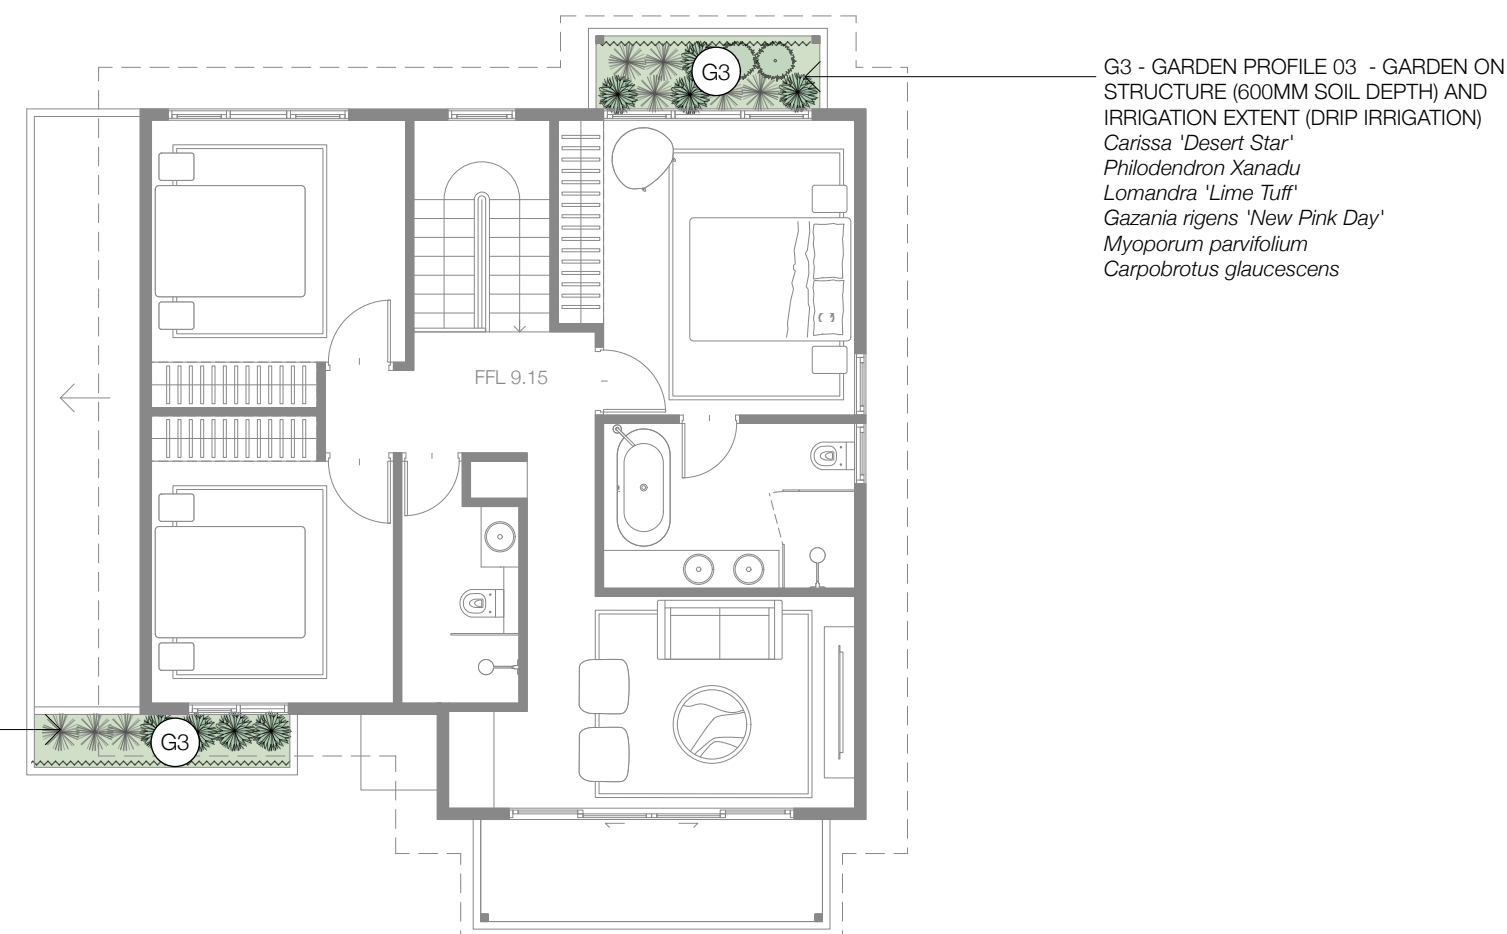 G3
G3 - GARDEN PROFILE 03 - GARDEN ON
STRUCTURE (600MM SOIL DEPTH) AND
IRRIGATION EXTENT (DRIP IRRIGATION)
Carissa 'Desert Star'
Philodendron Xanadu
Lomandra 'Lime Tuff'
Gazania rigens 'New Pink Day'
Myoporum parvifolium
Carpobrotus glaucescens
FFL 9.15
G3